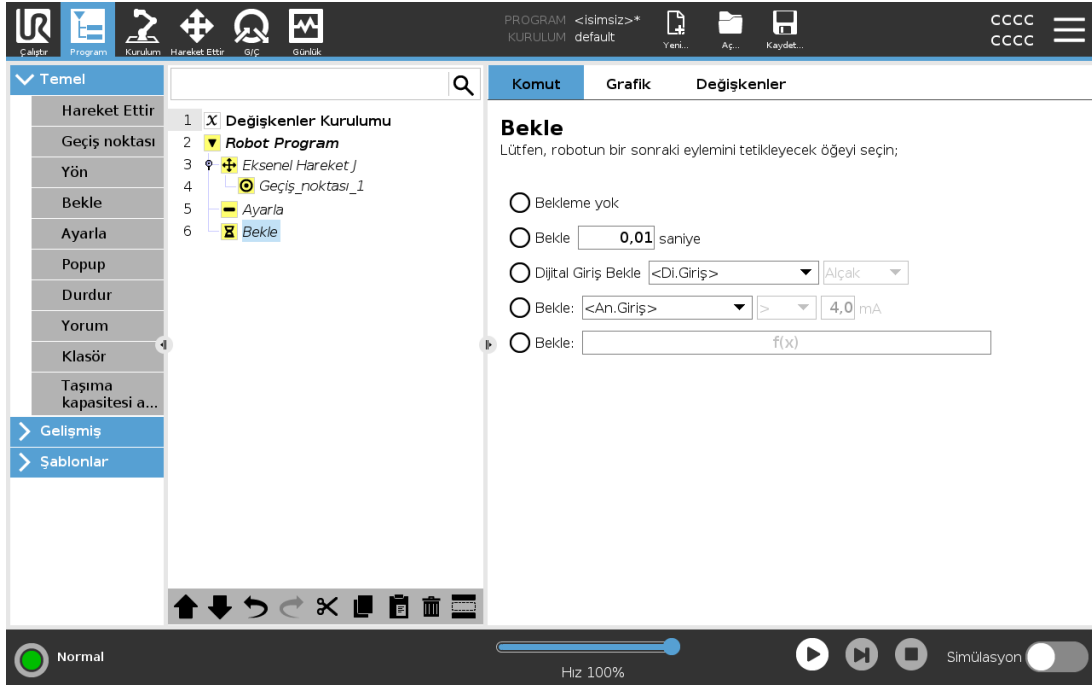 PROGRAM <isimsiz>*
KURULUM default
cccc
cccc
Çalıştır
Program
Kurulum
Hareket Ettir
G/Ç
Günlük
Yeni...
Aç...
Kaydet...
Temel
Hareket Ettir
Geçiş noktası
Yön
Bekle
Ayarla
Popup
Durdur
Yorum
Klasör
Taşıma
kapasitesi a...
Gelişmiş
Şablonlar
1 X Değişkenler Kurulumu
2 Robot Program
3 Eksenel Hareket J
4 Geçiş_noktası_1
5 Ayarla
6 Bekle
Komut Grafik Değişkenler
Bekle
Lütfen, robotun bir sonraki eylemini tetikleyecek öğeyi seçin;
Bekleme yok
Bekle 0,01 saniye
Dijital Giriş Bekle <Di.Giriş> Alçak
Bekle: <An.Giriş> > 4,0 mA
Bekle: f(x)
Normal
Hız 100%
Simülasyon